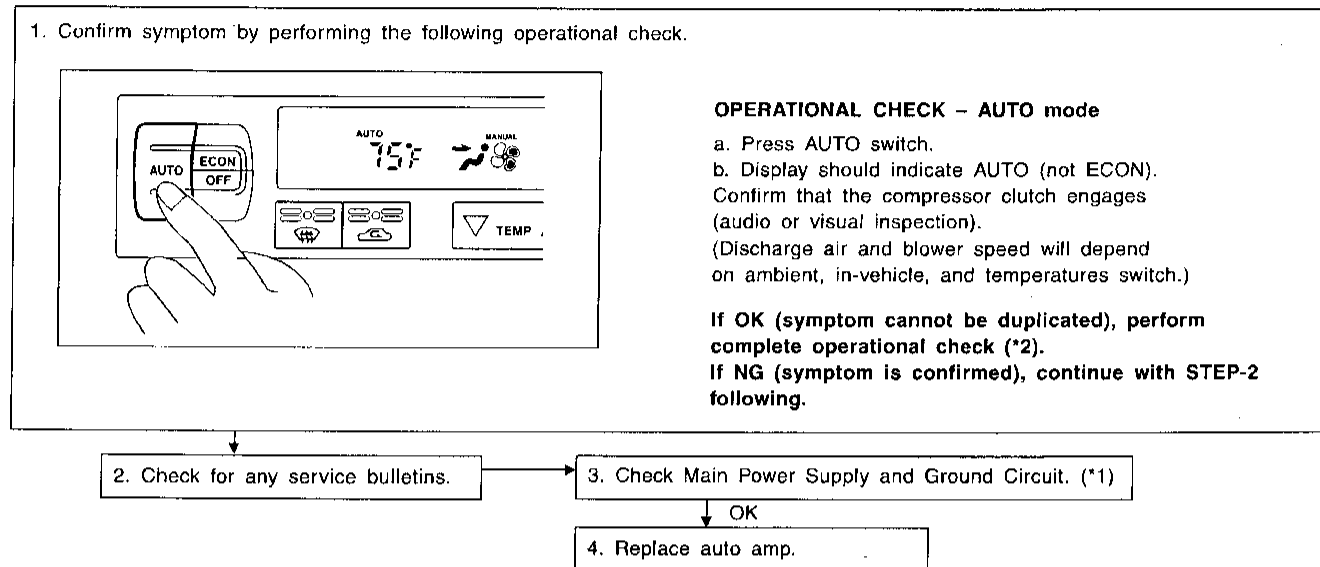 1. Confirm symptom by performing the following operational check.
AUTO
75°F
MANUAL
AUTO
ECON
OFF
TEMP
OPERATIONAL CHECK – AUTO mode
a. Press AUTO switch.
b. Display should indicate AUTO (not ECON).
Confirm that the compressor clutch engages
(audio or visual inspection).
(Discharge air and blower speed will depend
on ambient, in-vehicle, and temperatures switch.)
If OK (symptom cannot be duplicated), perform
complete operational check (*2).
If NG (symptom is confirmed), continue with STEP-2
following.
2. Check for any service bulletins.
3. Check Main Power Supply and Ground Circuit. (*1)
OK
4. Replace auto amp.